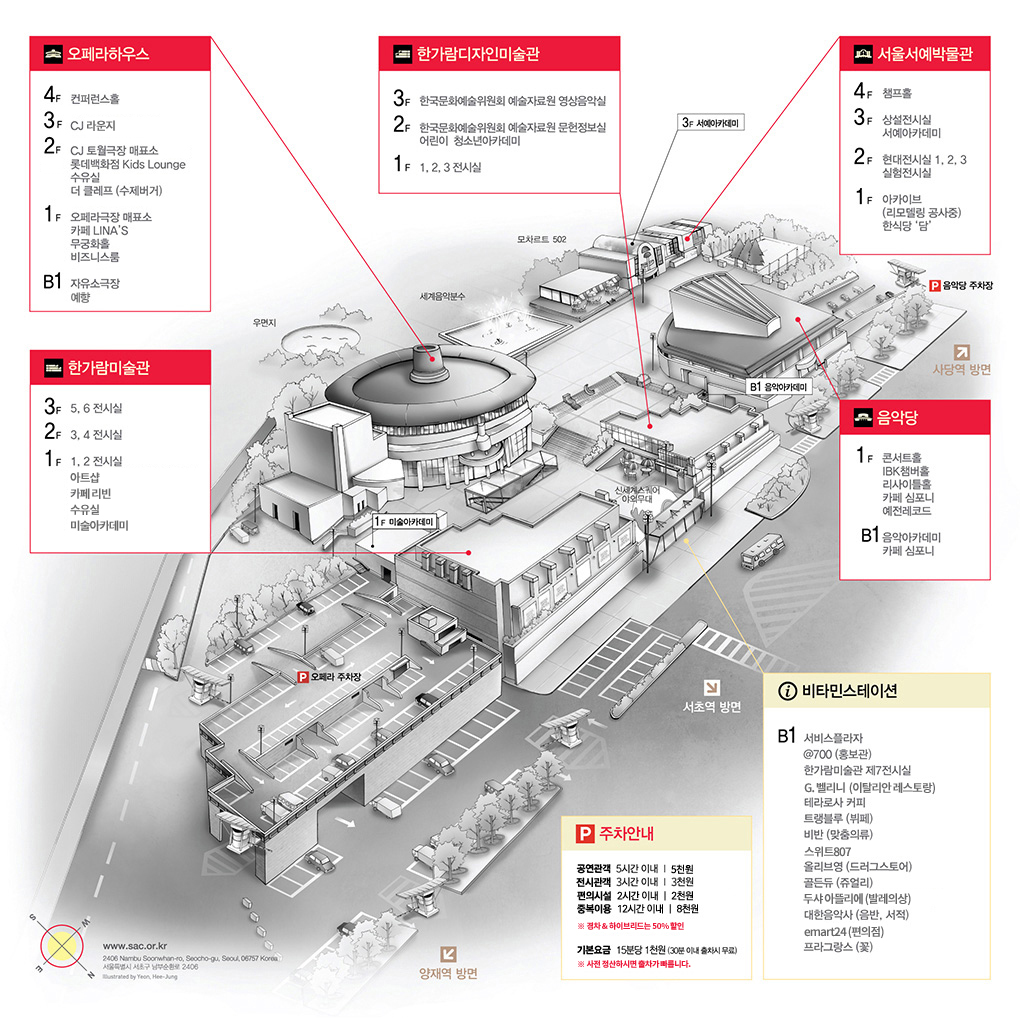 오페라하우스
4F 컨퍼런스홀
3F CJ 라운지
2F CJ 토월극장 매표소
롯데백화점 Kids Lounge
수유실
더 클레프 (수제버거)
1F 오페라극장 매표소
카페 LINA'S
무궁화홀
비즈니스룸
B1 자유소극장
예향
한가람디자인미술관
3F 한국문화예술위원회 예술자료원 영상음악실
2F 한국문화예술위원회 예술자료원 문헌정보실
어린이 청소년아카데미
1F 1, 2, 3 전시실
서울서예박물관
4F 챔프홀
3F 상설전시실
서예아카데미
2F 현대전시실 1, 2, 3
실험전시실
1F 아카이브
(리모델링 공사중)
한식당 '담'
3F 서예아카데미
모차르트 502
세계음악분수
우면지
P 음악당 주차장
사당역 방면
B1 음악아카데미
한가람미술관
3F 5, 6 전시실
2F 3, 4 전시실
1F 1, 2 전시실
아트샵
카페 리빈
수유실
미술아카데미
음악당
1F 콘서트홀
IBK챔버홀
리사이틀홀
카페 심포니
예전레코드
B1 음악아카데미
카페 심포니
신세계스퀘어
야외무대
1F 미술아카데미
P 오페라 주차장
서초역 방면
i 비타민스테이션
B1 서비스플라자
@700 (홍보관)
한가람미술관 제7전시실
G. 벨리니 (이탈리안 레스토랑)
테라로사 커피
트랭블루 (뷔페)
비반 (맞춤의류)
스위트807
올리브영 (드러그스토어)
골든듀 (쥬얼리)
두샤 아뜰리에 (발레의상)
대한음악사 (음반, 서적)
emart24 (편의점)
프라그랑스 (꽃)
P 주차안내
공연관객 5시간 이내 | 5천원
전시관객 3시간 이내 | 3천원
편의시설 2시간 이내 | 2천원
중복이용 12시간 이내 | 8천원
※ 경차 & 하이브리드는 50% 할인
기본요금 15분당 1천원 (30분 이내 출차시 무료)
※ 사전 정산하시면 출차가 빠릅니다.
S W
E N
www.sac.or.kr
2406 Nambu Soonwhan-ro, Seocho-gu, Seoul, 06757 Korea
서울특별시 서초구 남부순환로 2406
Illustrated by Yeon, Hee-Jung
양재역 방면